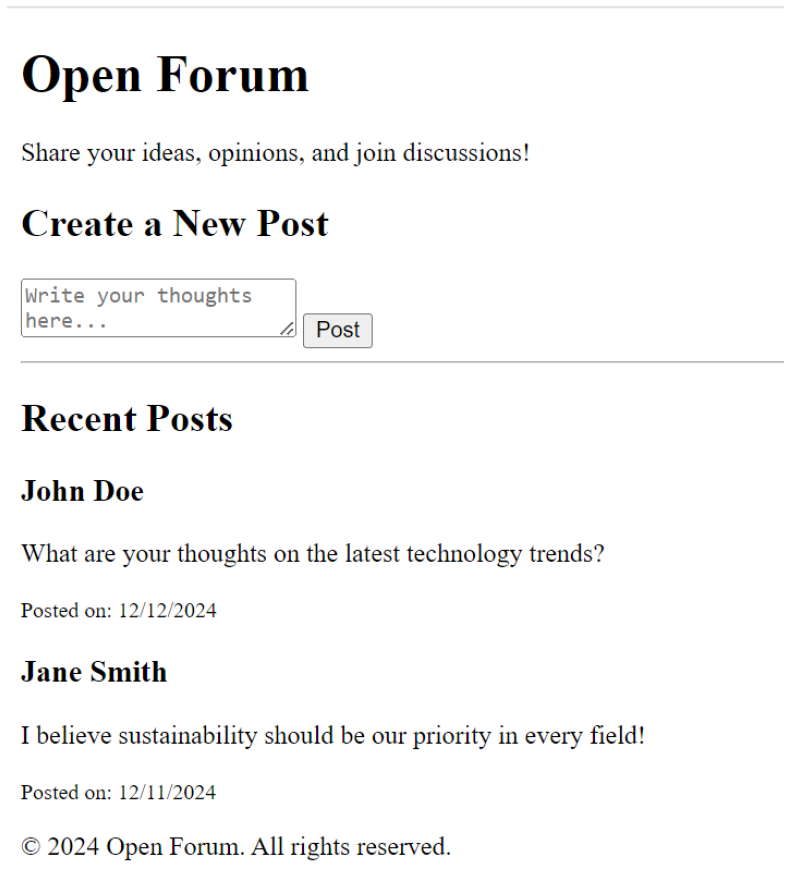 Open Forum
Share your ideas, opinions, and join discussions!
Create a New Post
Write your thoughts
here...
Post
Recent Posts
John Doe
What are your thoughts on the latest technology trends?
Posted on: 12/12/2024
Jane Smith
I believe sustainability should be our priority in every field!
Posted on: 12/11/2024
© 2024 Open Forum. All rights reserved.